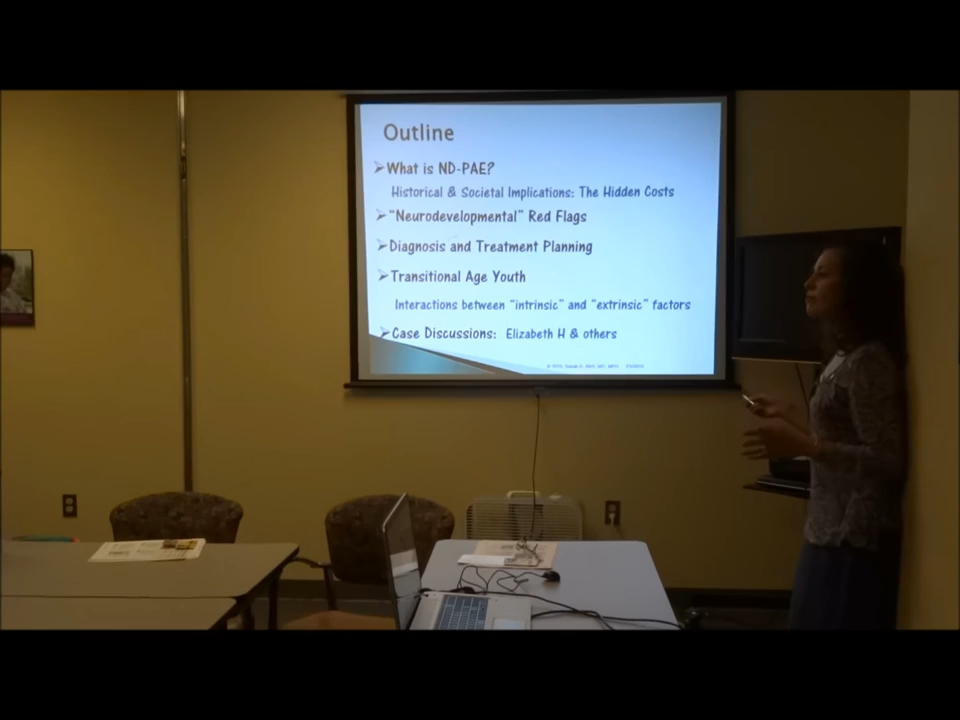 Outline
➢What is ND-PAE?
Historical & Societal Implications: The Hidden Costs
➢"Neurodevelopmental" Red Flags
➢Diagnosis and Treatment Planning
➢Transitional Age Youth
Interactions between "intrinsic" and "extrinsic" factors
➢Case Discussions: Elizabeth H & others